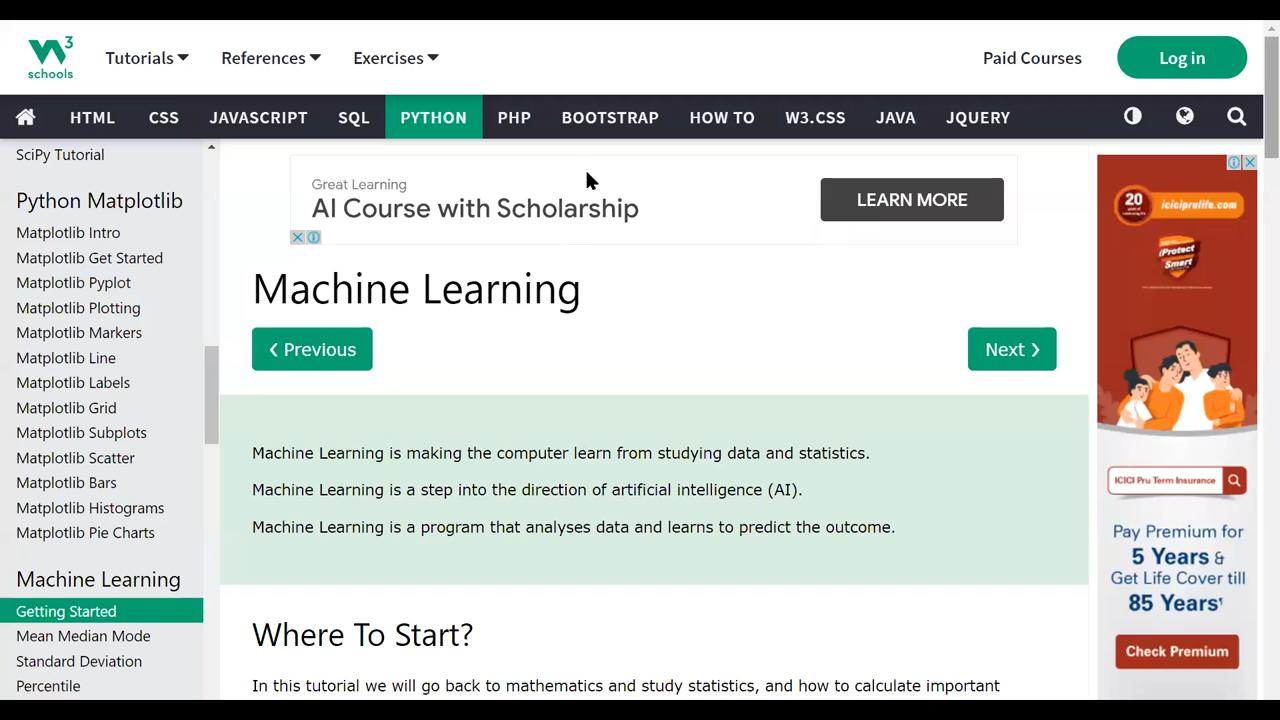 W3 schools
Tutorials
References
Exercises
Paid Courses
Log in
HTML
CSS
JAVASCRIPT
SQL
PYTHON
PHP
BOOTSTRAP
HOW TO
W3.CSS
JAVA
JQUERY
SciPy Tutorial
Python Matplotlib
Matplotlib Intro
Matplotlib Get Started
Matplotlib Pyplot
Matplotlib Plotting
Matplotlib Markers
Matplotlib Line
Matplotlib Labels
Matplotlib Grid
Matplotlib Subplots
Matplotlib Scatter
Matplotlib Bars
Matplotlib Histograms
Matplotlib Pie Charts
Machine Learning
Getting Started
Mean Median Mode
Standard Deviation
Percentile
Great Learning
AI Course with Scholarship
LEARN MORE
Machine Learning
❮ Previous
Next ❯
Machine Learning is making the computer learn from studying data and statistics.
Machine Learning is a step into the direction of artificial intelligence (AI).
Machine Learning is a program that analyses data and learns to predict the outcome.
Where To Start?
In this tutorial we will go back to mathematics and study statistics, and how to calculate important
20
iciciprulife.com
iProtect
Smart
ICICI Pru Term Insurance
Pay Premium for
5 Years &
Get Life Cover till
85 Years¹
Check Premium